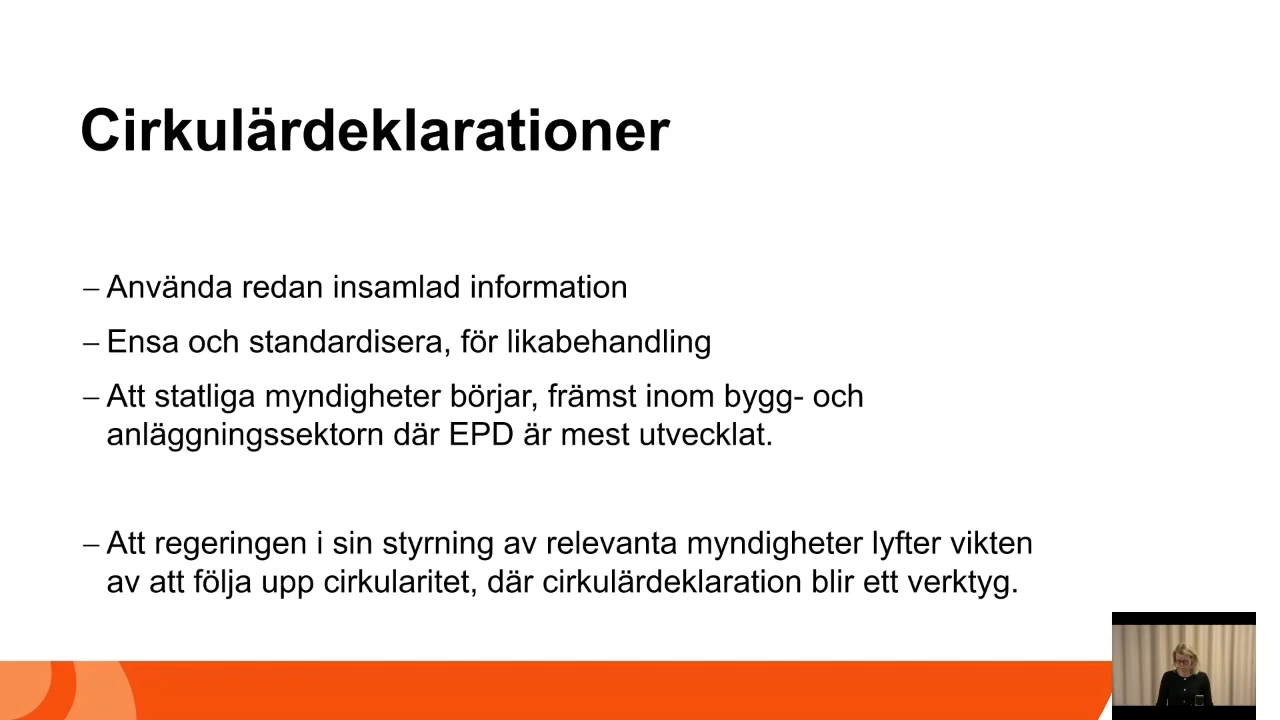 Cirkulärdeklarationer
– Använda redan insamlad information
– Ensa och standardisera, för likabehandling
– Att statliga myndigheter börjar, främst inom bygg- och
anläggningssektorn där EPD är mest utvecklat.
– Att regeringen i sin styrning av relevanta myndigheter lyfter vikten
av att följa upp cirkularitet, där cirkulärdeklaration blir ett verktyg.